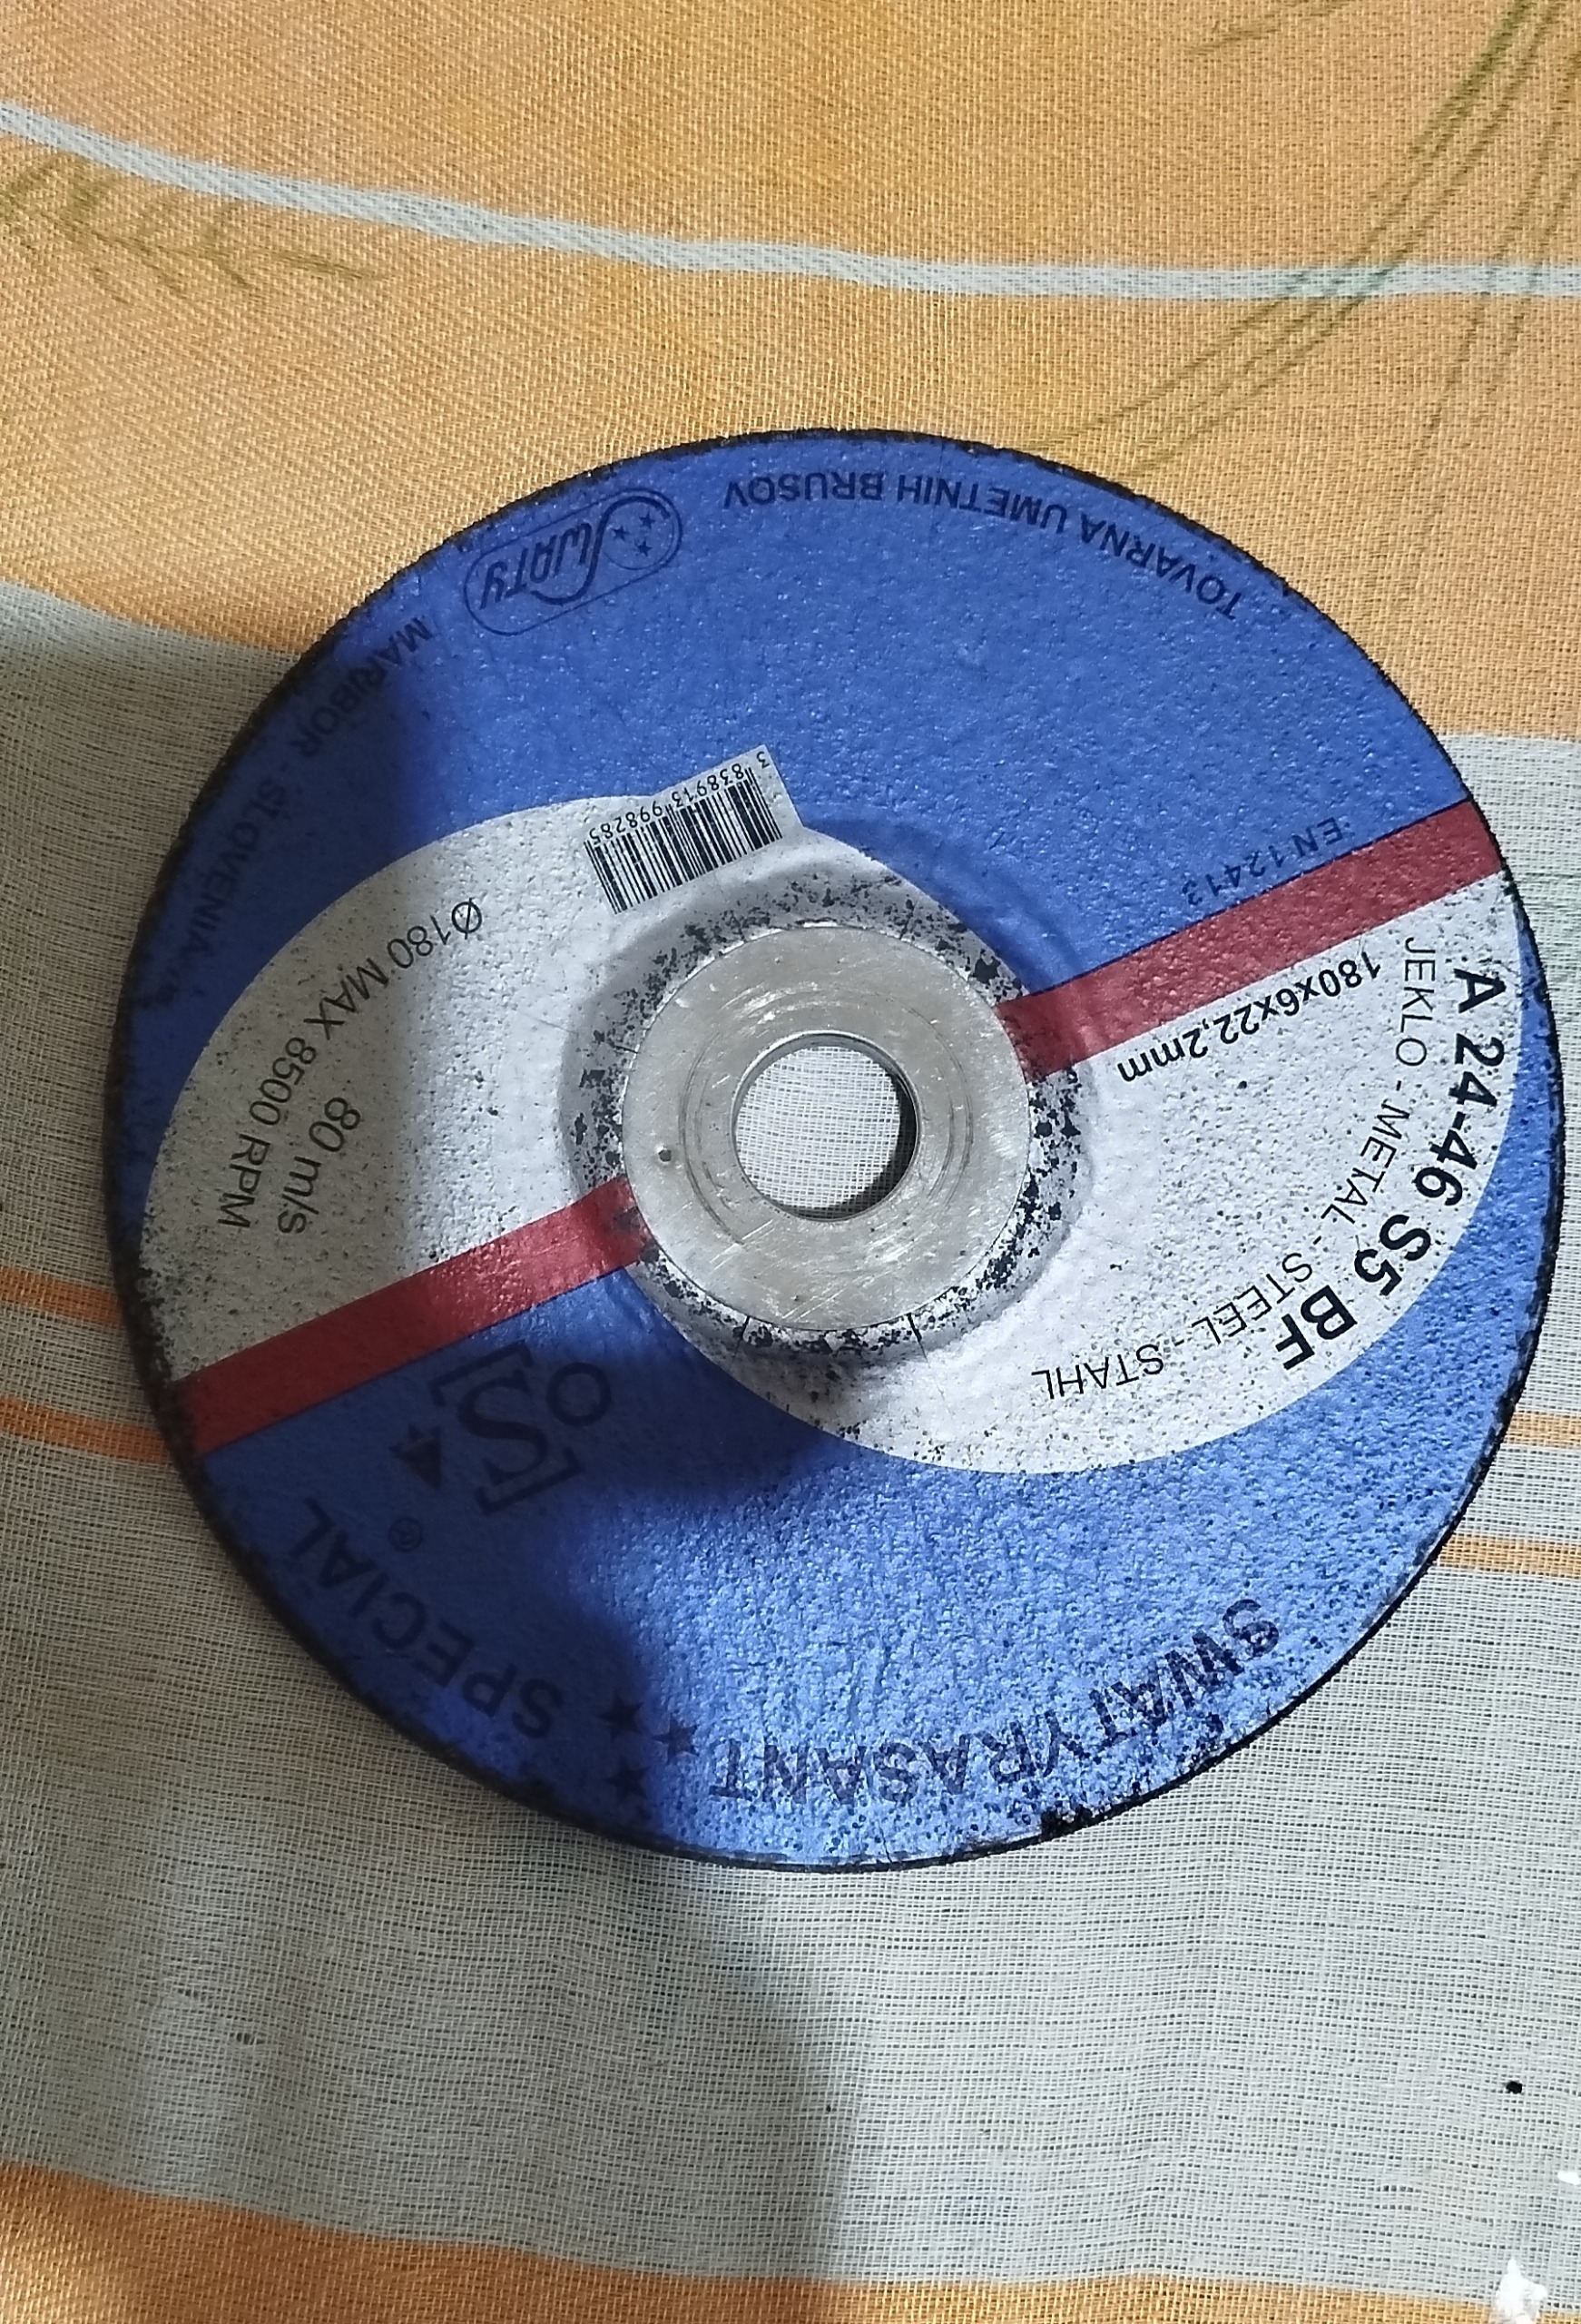 TOVARNA UMETNIH BRUSOV
Swaty
MARIBOR - SLOVENIA
3 838913 998285
EN 12413
180x6x22,2mm
A 24-46 S5 BF
JEKLO - METAL - STEEL - STAHL
Ø180 MAX 8500 RPM
80 m/s
[S]
O
®
SWATYRASANT
SPECIAL